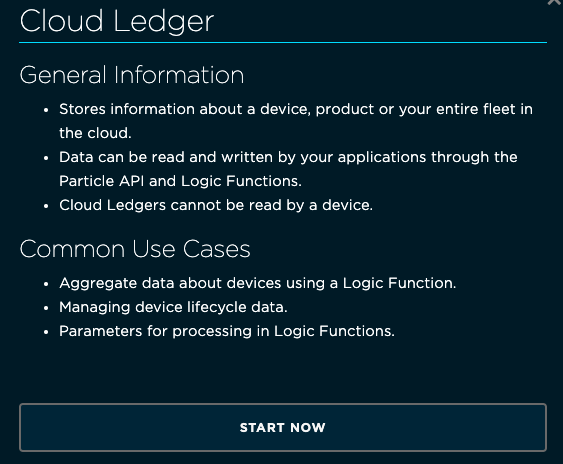 Cloud Ledger
General Information
• Stores information about a device, product or your entire fleet in
the cloud.
• Data can be read and written by your applications through the
Particle API and Logic Functions.
• Cloud Ledgers cannot be read by a device.
Common Use Cases
• Aggregate data about devices using a Logic Function.
• Managing device lifecycle data.
• Parameters for processing in Logic Functions.
START NOW